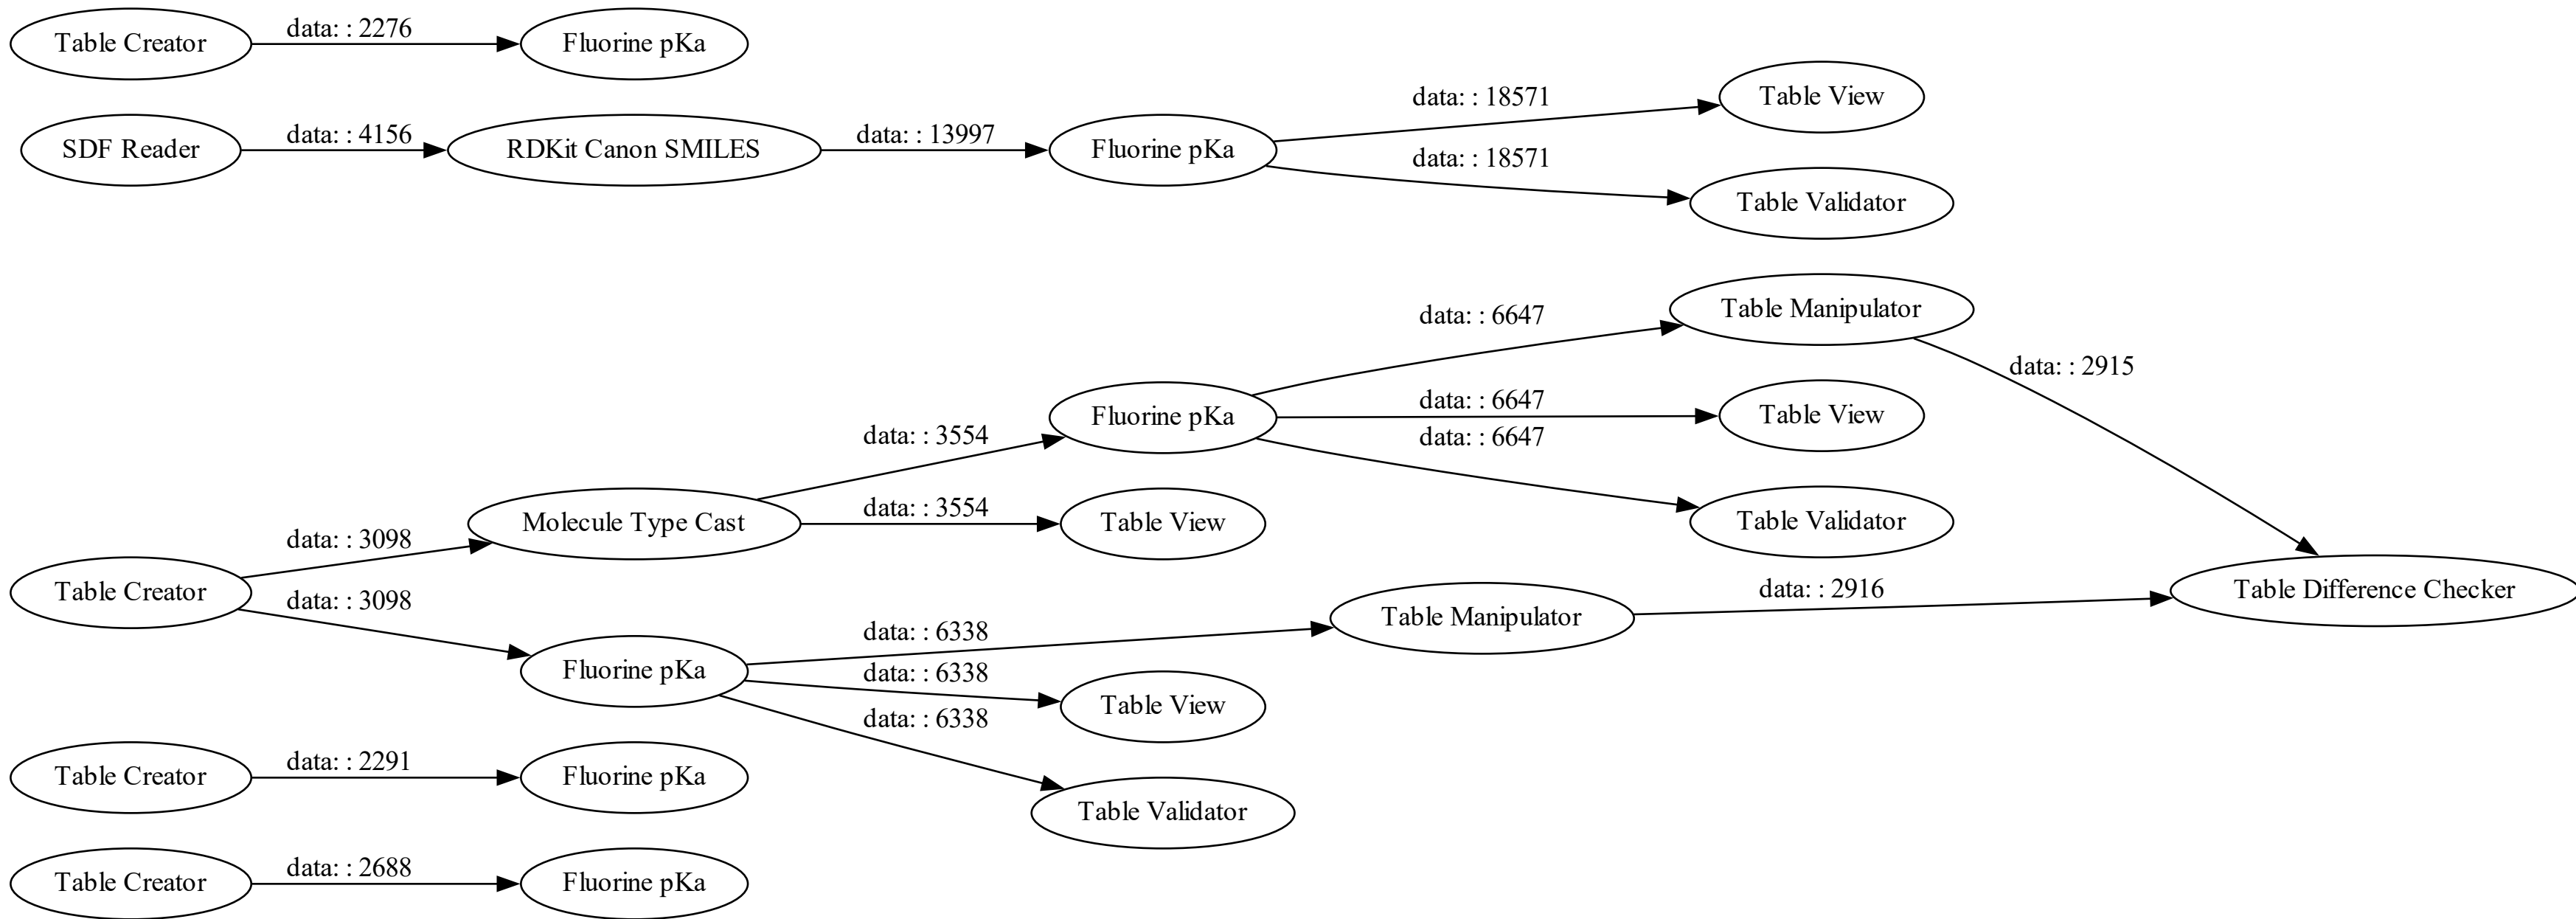 Table Creator
data: : 2276
Fluorine pKa
SDF Reader
data: : 4156
RDKit Canon SMILES
data: : 13997
Fluorine pKa
data: : 18571
Table View
data: : 18571
Table Validator
Table Creator
data: : 3098
Molecule Type Cast
data: : 3554
Fluorine pKa
data: : 6647
Table Manipulator
data: : 2915
data: : 6647
Table View
data: : 6647
Table Validator
data: : 3554
Table View
data: : 3098
Fluorine pKa
data: : 6338
Table Manipulator
data: : 2916
Table Difference Checker
data: : 6338
Table View
data: : 6338
Table Validator
Table Creator
data: : 2291
Fluorine pKa
Table Creator
data: : 2688
Fluorine pKa